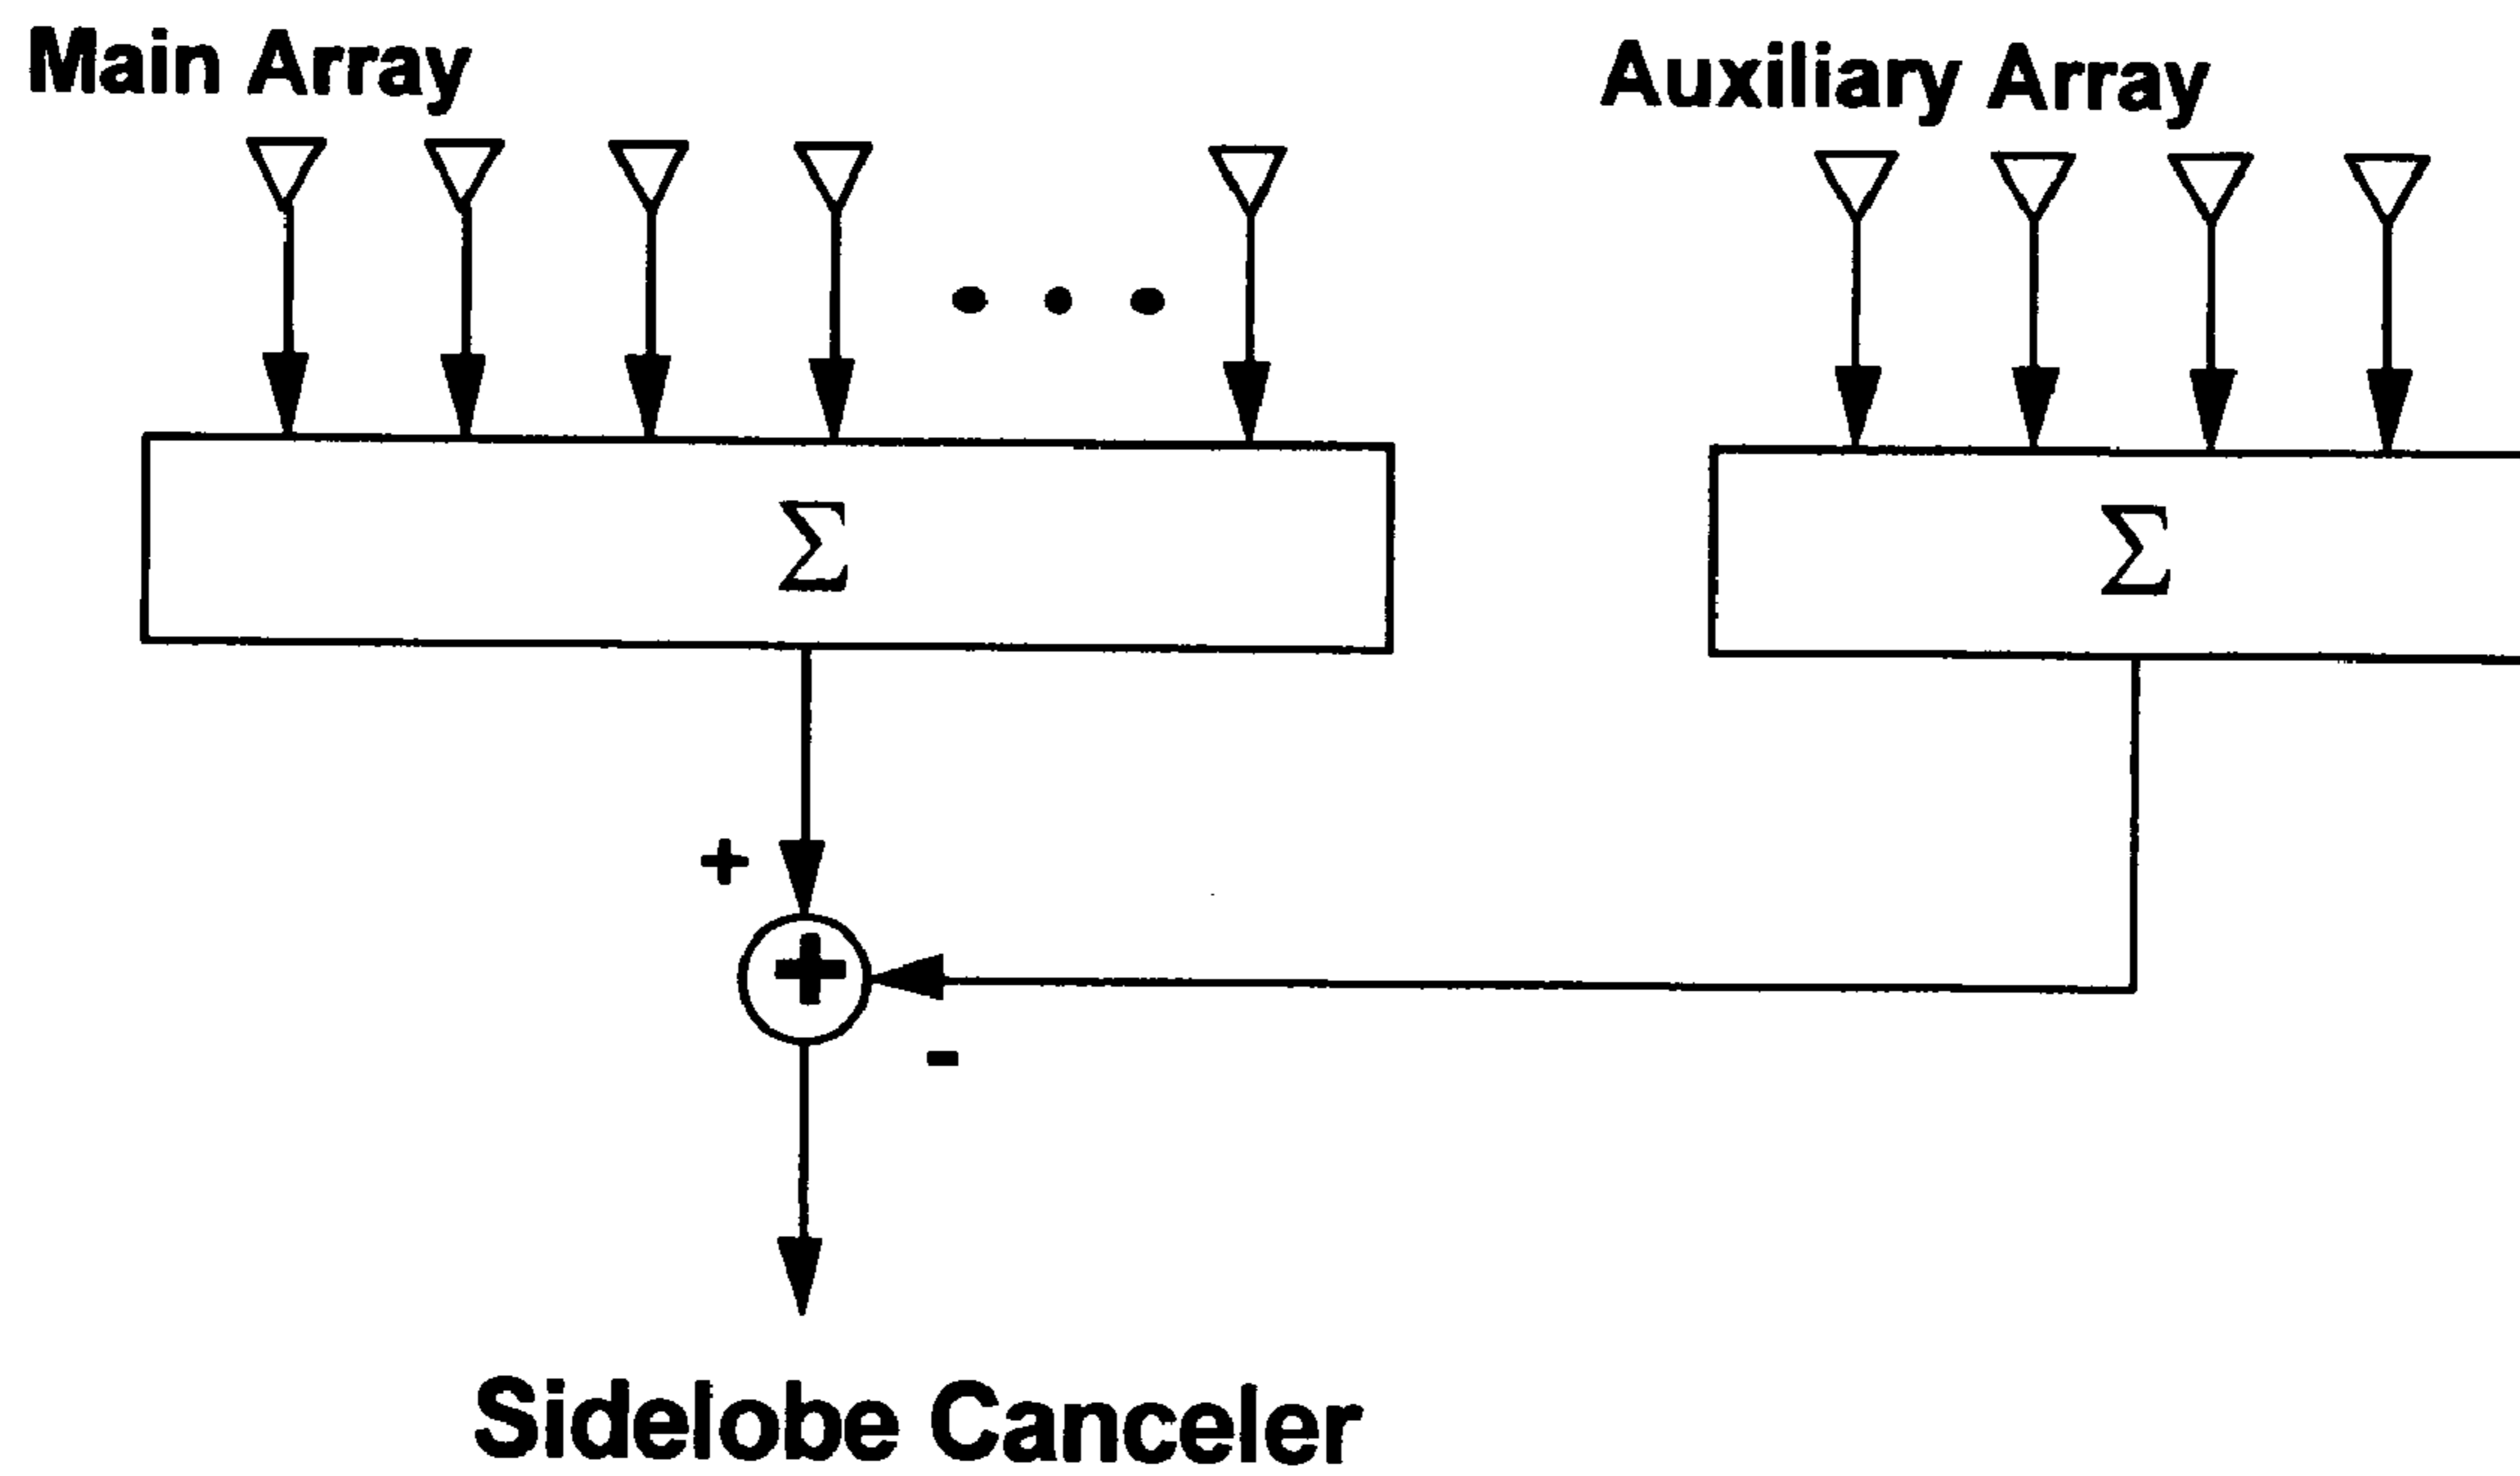 Main Array
Auxiliary Array
Σ
Σ
+
+
-
Sidelobe Canceler